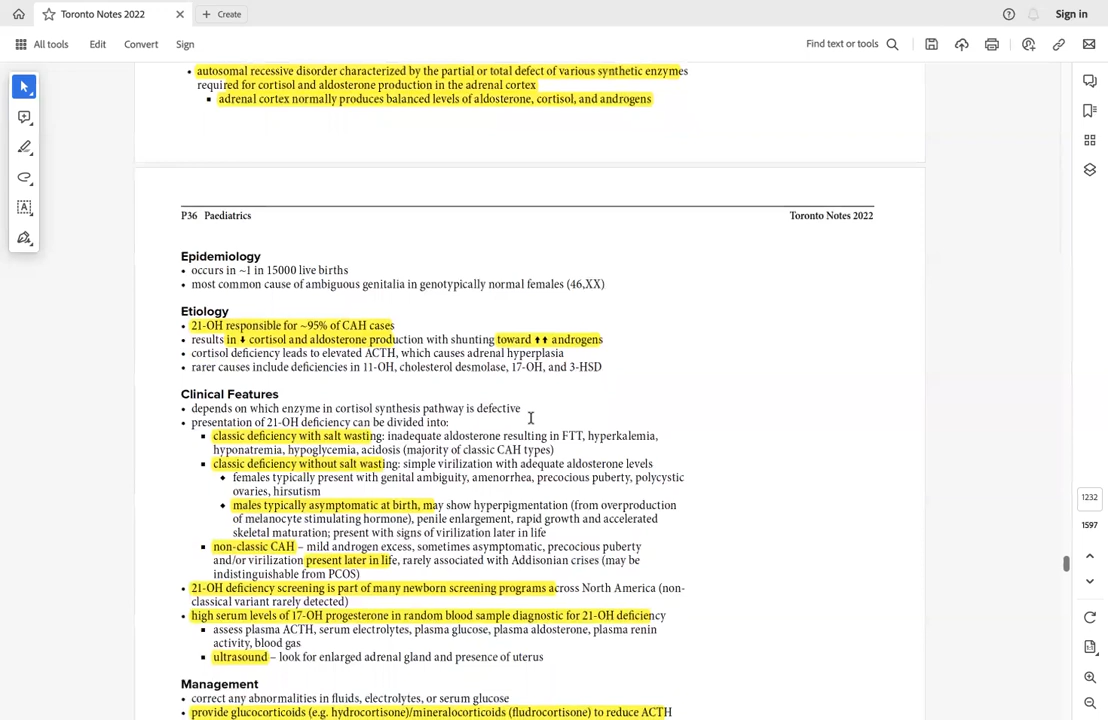 Toronto Notes 2022
Create
Sign in
All tools Edit Convert Sign
Find text or tools
• autosomal recessive disorder characterized by the partial or total defect of various synthetic enzymes
required for cortisol and aldosterone production in the adrenal cortex
▪ adrenal cortex normally produces balanced levels of aldosterone, cortisol, and androgens
P36 Paediatrics Toronto Notes 2022
Epidemiology
• occurs in ~1 in 15000 live births
• most common cause of ambiguous genitalia in genotypically normal females (46,XX)
Etiology
• 21-OH responsible for ~95% of CAH cases
• results in ⬇ cortisol and aldosterone production with shunting toward ⬆⬆ androgens
• cortisol deficiency leads to elevated ACTH, which causes adrenal hyperplasia
• rarer causes include deficiencies in 11-OH, cholesterol desmolase, 17-OH, and 3-HSD
Clinical Features
• depends on which enzyme in cortisol synthesis pathway is defective
• presentation of 21-OH deficiency can be divided into:
▪ classic deficiency with salt wasting: inadequate aldosterone resulting in FTT, hyperkalemia,
hyponatremia, hypoglycemia, acidosis (majority of classic CAH types)
▪ classic deficiency without salt wasting: simple virilization with adequate aldosterone levels
◆ females typically present with genital ambiguity, amenorrhea, precocious puberty, polycystic
ovaries, hirsutism
◆ males typically asymptomatic at birth, may show hyperpigmentation (from overproduction
of melanocyte stimulating hormone), penile enlargement, rapid growth and accelerated
skeletal maturation; present with signs of virilization later in life
▪ non-classic CAH – mild androgen excess, sometimes asymptomatic, precocious puberty
and/or virilization present later in life, rarely associated with Addisonian crises (may be
indistinguishable from PCOS)
• 21-OH deficiency screening is part of many newborn screening programs across North America (non-
classical variant rarely detected)
• high serum levels of 17-OH progesterone in random blood sample diagnostic for 21-OH deficiency
▪ assess plasma ACTH, serum electrolytes, plasma glucose, plasma aldosterone, plasma renin
activity, blood gas
▪ ultrasound – look for enlarged adrenal gland and presence of uterus
Management
• correct any abnormalities in fluids, electrolytes, or serum glucose
• provide glucocorticoids (e.g. hydrocortisone)/mineralocorticoids (fludrocortisone) to reduce ACTH
1232
1597